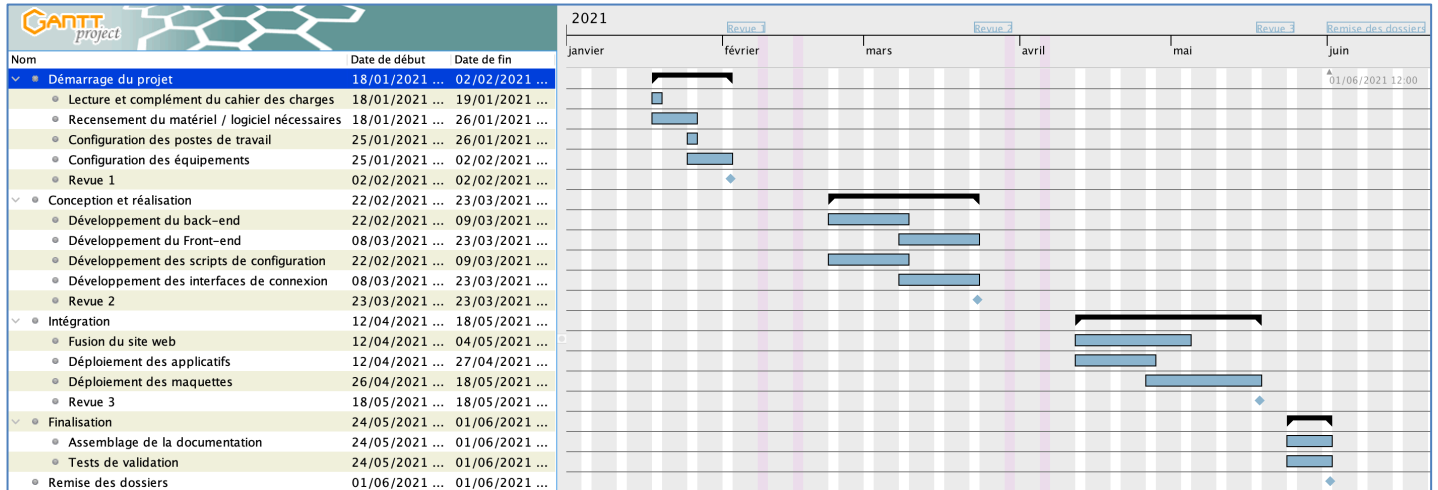 GANTT
project
2021
Revue 1 Revue 2 Revue 3 Remise des dossiers
janvier février mars avril mai juin
Nom Date de début Date de fin
Démarrage du projet 18/01/2021 ... 02/02/2021 ...
01/06/2021 12:00
Lecture et complément du cahier des charges 18/01/2021 ... 19/01/2021 ...
Recensement du matériel / logiciel nécessaires 18/01/2021 ... 26/01/2021 ...
Configuration des postes de travail 25/01/2021 ... 26/01/2021 ...
Configuration des équipements 25/01/2021 ... 02/02/2021 ...
Revue 1 02/02/2021 ... 02/02/2021 ...
Conception et réalisation 22/02/2021 ... 23/03/2021 ...
Développement du back-end 22/02/2021 ... 09/03/2021 ...
Développement du Front-end 08/03/2021 ... 23/03/2021 ...
Développement des scripts de configuration 22/02/2021 ... 09/03/2021 ...
Développement des interfaces de connexion 08/03/2021 ... 23/03/2021 ...
Revue 2 23/03/2021 ... 23/03/2021 ...
Intégration 12/04/2021 ... 18/05/2021 ...
Fusion du site web 12/04/2021 ... 04/05/2021 ...
Déploiement des applicatifs 12/04/2021 ... 27/04/2021 ...
Déploiement des maquettes 26/04/2021 ... 18/05/2021 ...
Revue 3 18/05/2021 ... 18/05/2021 ...
Finalisation 24/05/2021 ... 01/06/2021 ...
Assemblage de la documentation 24/05/2021 ... 01/06/2021 ...
Tests de validation 24/05/2021 ... 01/06/2021 ...
Remise des dossiers 01/06/2021 ... 01/06/2021 ...